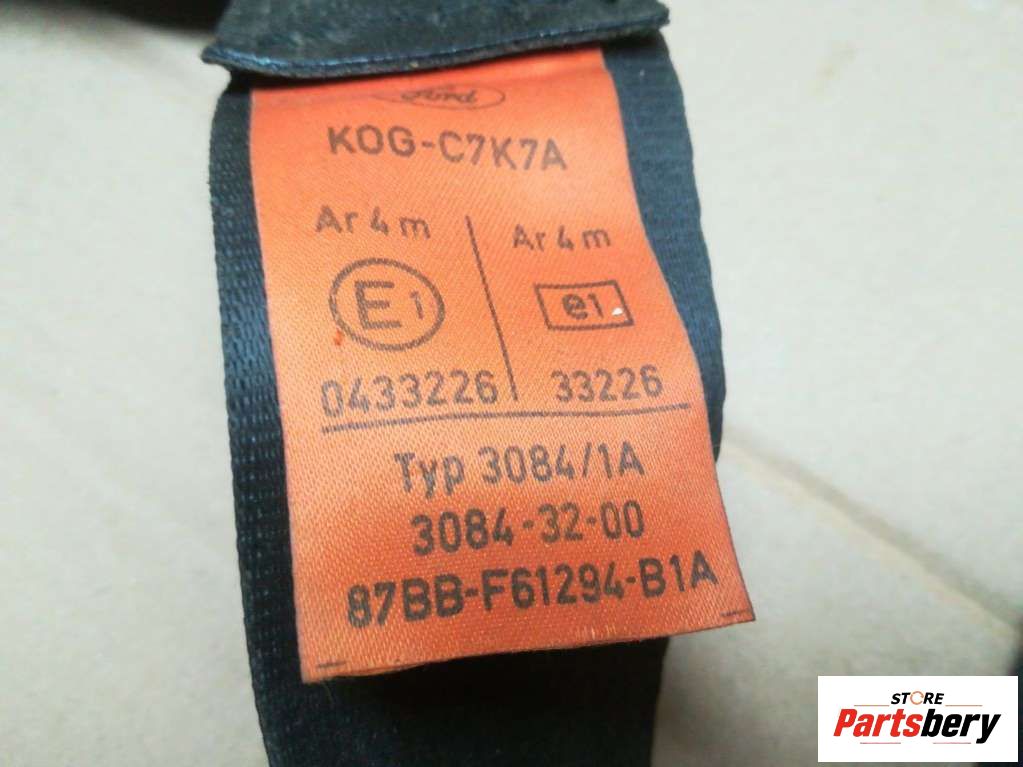 Ford
KOG-C7K7A
Ar 4 m
Ar 4 m
E1
e1
0433226
33226
Typ 3084/1A
3084-32-00
87BB-F61294-B1A
STORE
Partsbery